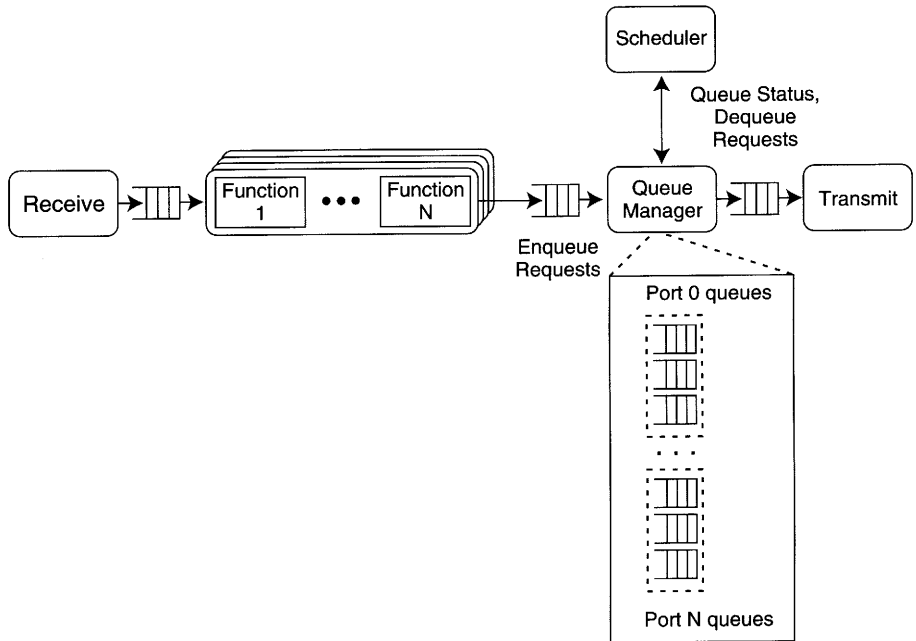 Scheduler
Queue Status,
Dequeue
Requests
Receive
Function
1
Function
N
Queue
Manager
Transmit
Enqueue
Requests
Port 0 queues
Port N queues